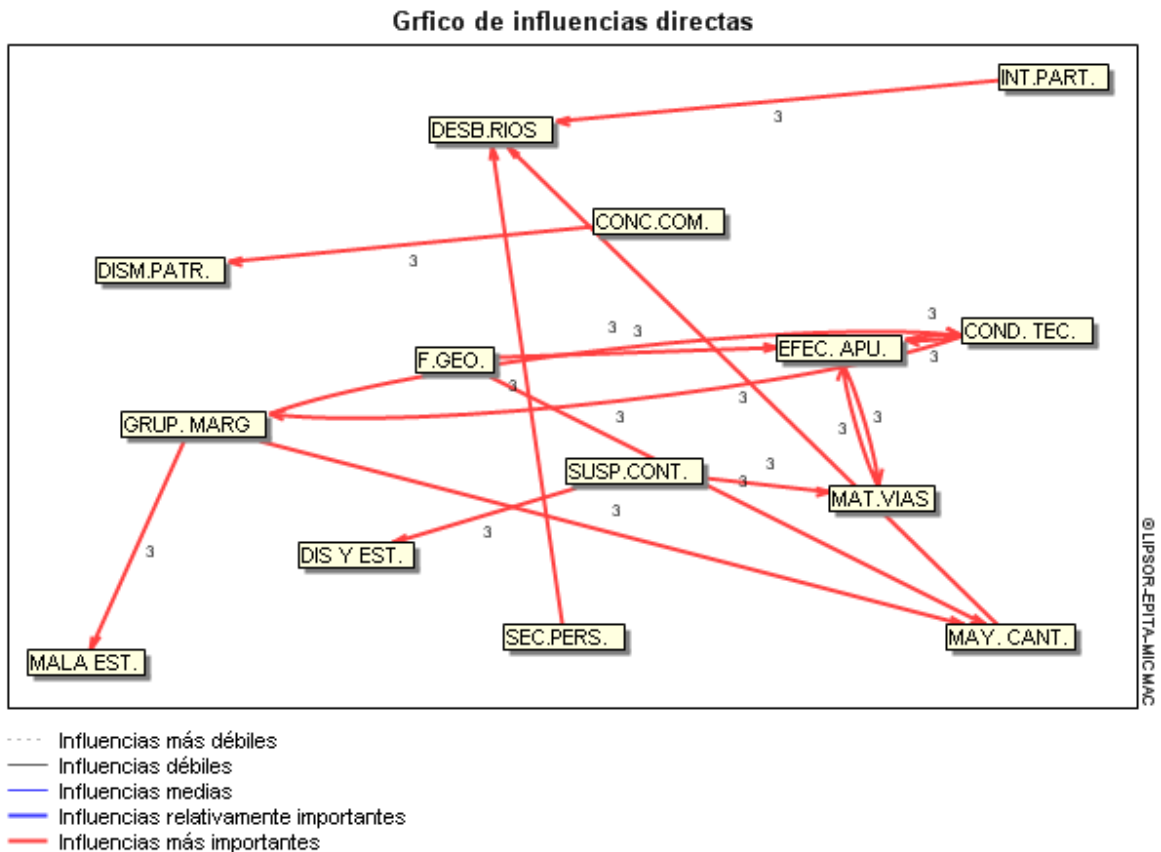 Grfico de influencias directas
INT.PART.
3
DESB.RIOS
CONC.COM.
3
DISM.PATR.
3
3
3
COND. TEC.
EFEC. APU.
F.GEO.
3
3
3
3
GRUP. MARG
3
3
SUSP.CONT.
3
3
MAT.VIAS
3
3
DIS Y EST.
3
SEC.PERS.
MAY. CANT.
MALA EST.
©LIPSOR-EPITA-MICMAC
Influencias más débiles
Influencias débiles
Influencias medias
Influencias relativamente importantes
Influencias más importantes